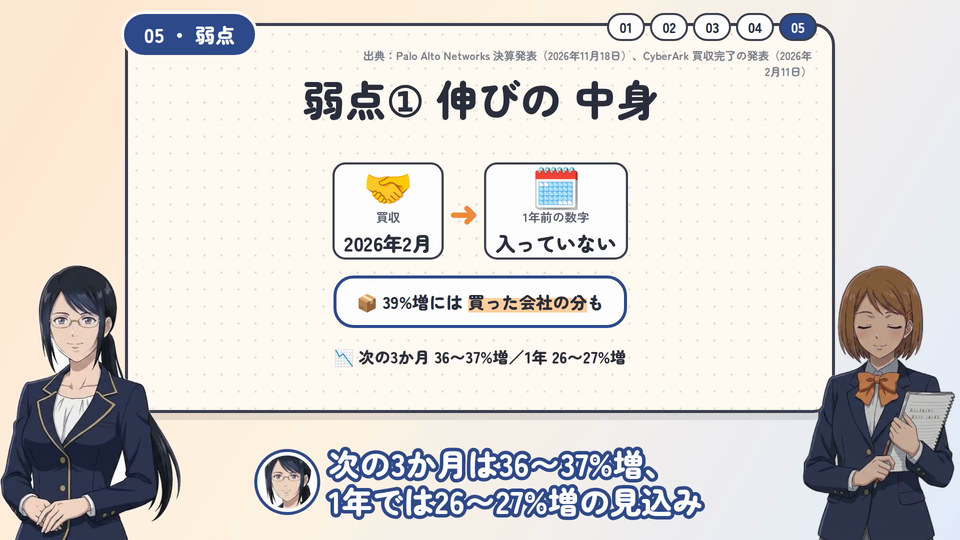 05 ・ 弱点
01 02 03 04 05
出典：Palo Alto Networks 決算発表（2026年11月18日）、CyberArk 買収完了の発表（2026年
2月11日）
弱点① 伸びの 中身
買収
2026年2月
1年前の数字
入っていない
39%増には 買った会社の分も
次の3か月 36〜37%増／1年 26〜27%増
次の3か月は36〜37%増、
1年では26〜27%増の見込み